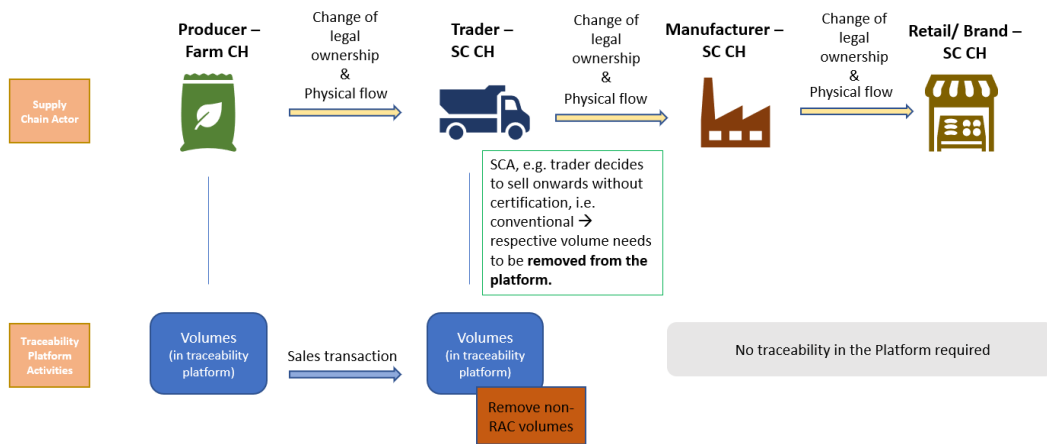 Producer –
Farm CH
Change of
legal
ownership
&
Physical flow
Trader –
SC CH
Change of
legal
ownership
&
Physical flow
Manufacturer –
SC CH
Change of
legal
ownership
&
Physical flow
Retail/ Brand –
SC CH
Supply
Chain Actor
SCA, e.g. trader decides
to sell onwards without
certification, i.e.
conventional →
respective volume needs
to be removed from the
platform.
Traceability
Platform
Activities
Volumes
(in traceability
platform)
Sales transaction
Volumes
(in traceability
platform)
Remove non-
RAC volumes
No traceability in the Platform required